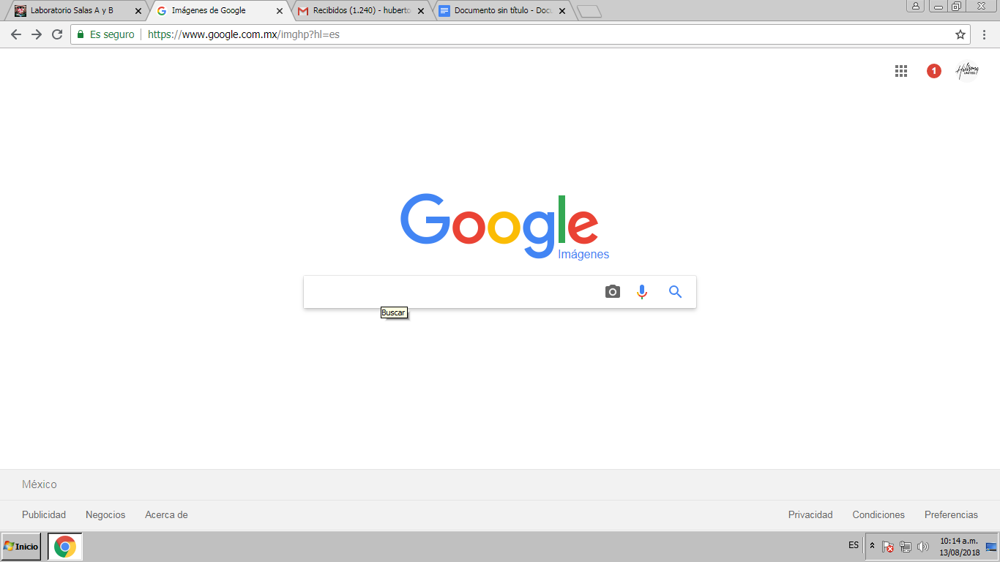 Laboratorio Salas A y B
Imágenes de Google
Recibidos (1.240) - huberto
Documento sin título - Docu
Es seguro
https://www.google.com.mx/imghp?hl=es
1
Hillsong
UNITED
Google
Imágenes
Buscar
México
Publicidad Negocios Acerca de Privacidad Condiciones Preferencias
Inicio
ES
10:14 a.m.
13/08/2018